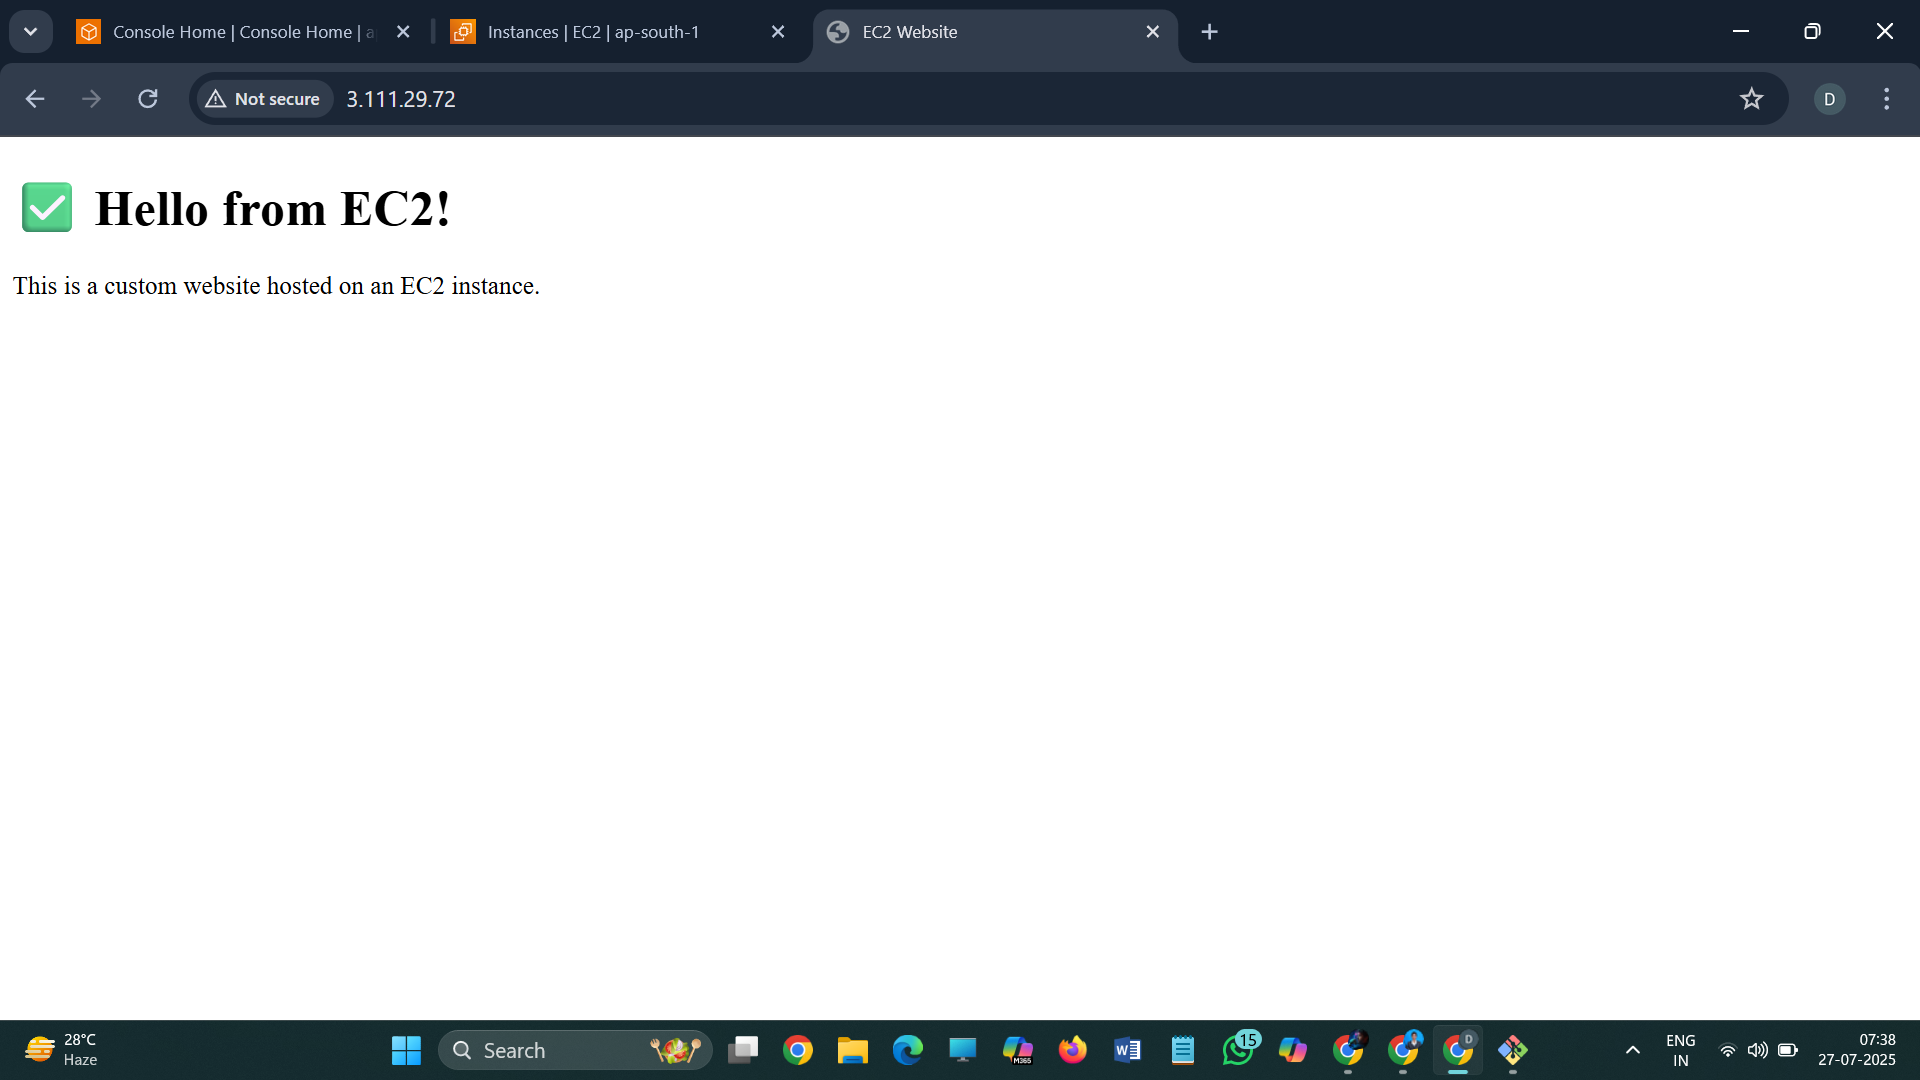 Console Home | Console Home | a
Instances | EC2 | ap-south-1
EC2 Website
Not secure
3.111.29.72
D
✅ Hello from EC2!
This is a custom website hosted on an EC2 instance.
28°C
Haze
Search
M365
W
15
D
ENG
IN
07:38
27-07-2025